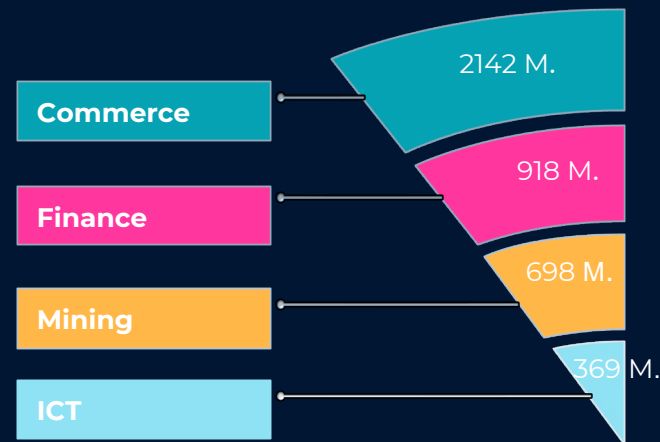 2142 M.
Commerce
918 M.
Finance
698 M.
Mining
369 M.
ICT